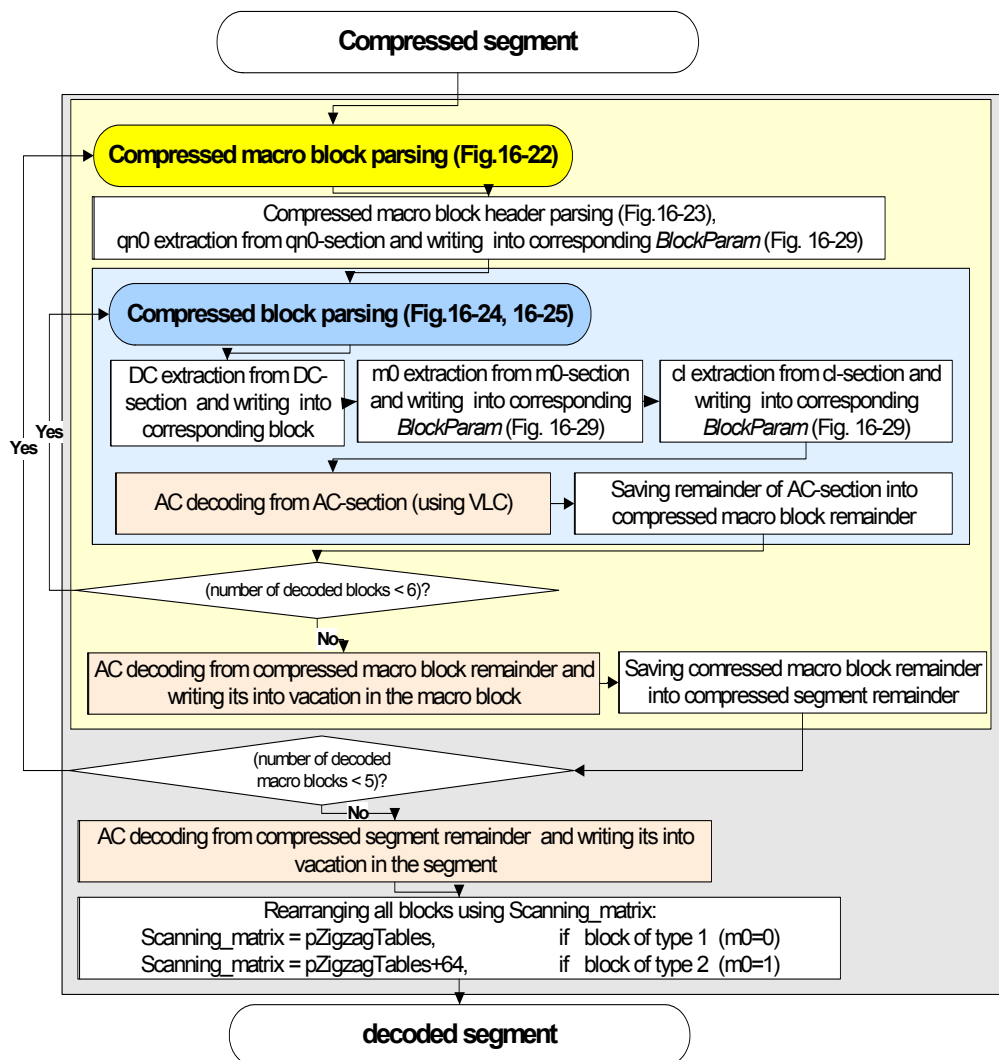 Compressed segment
Compressed macro block parsing (Fig.16-22)
Compressed macro block header parsing (Fig.16-23),
qn0 extraction from qn0-section and writing into corresponding BlockParam (Fig. 16-29)
Compressed block parsing (Fig.16-24, 16-25)
DC extraction from DC-
section and writing into
corresponding block
m0 extraction from m0-section
and writing into corresponding
BlockParam (Fig. 16-29)
cl extraction from cl-section and
writing into corresponding
BlockParam (Fig. 16-29)
Yes
Yes
AC decoding from AC-section (using VLC)
Saving remainder of AC-section into
compressed macro block remainder
(number of decoded blocks < 6)?
No
AC decoding from compressed macro block remainder and
writing its into vacation in the macro block
Saving comressed macro block remainder
into compressed segment remainder
(number of decoded
macro blocks < 5)?
No
AC decoding from compressed segment remainder and writing its into
vacation in the segment
Rearranging all blocks using Scanning_matrix:
Scanning_matrix = pZigzagTables, if block of type 1 (m0=0)
Scanning_matrix = pZigzagTables+64, if block of type 2 (m0=1)
decoded segment